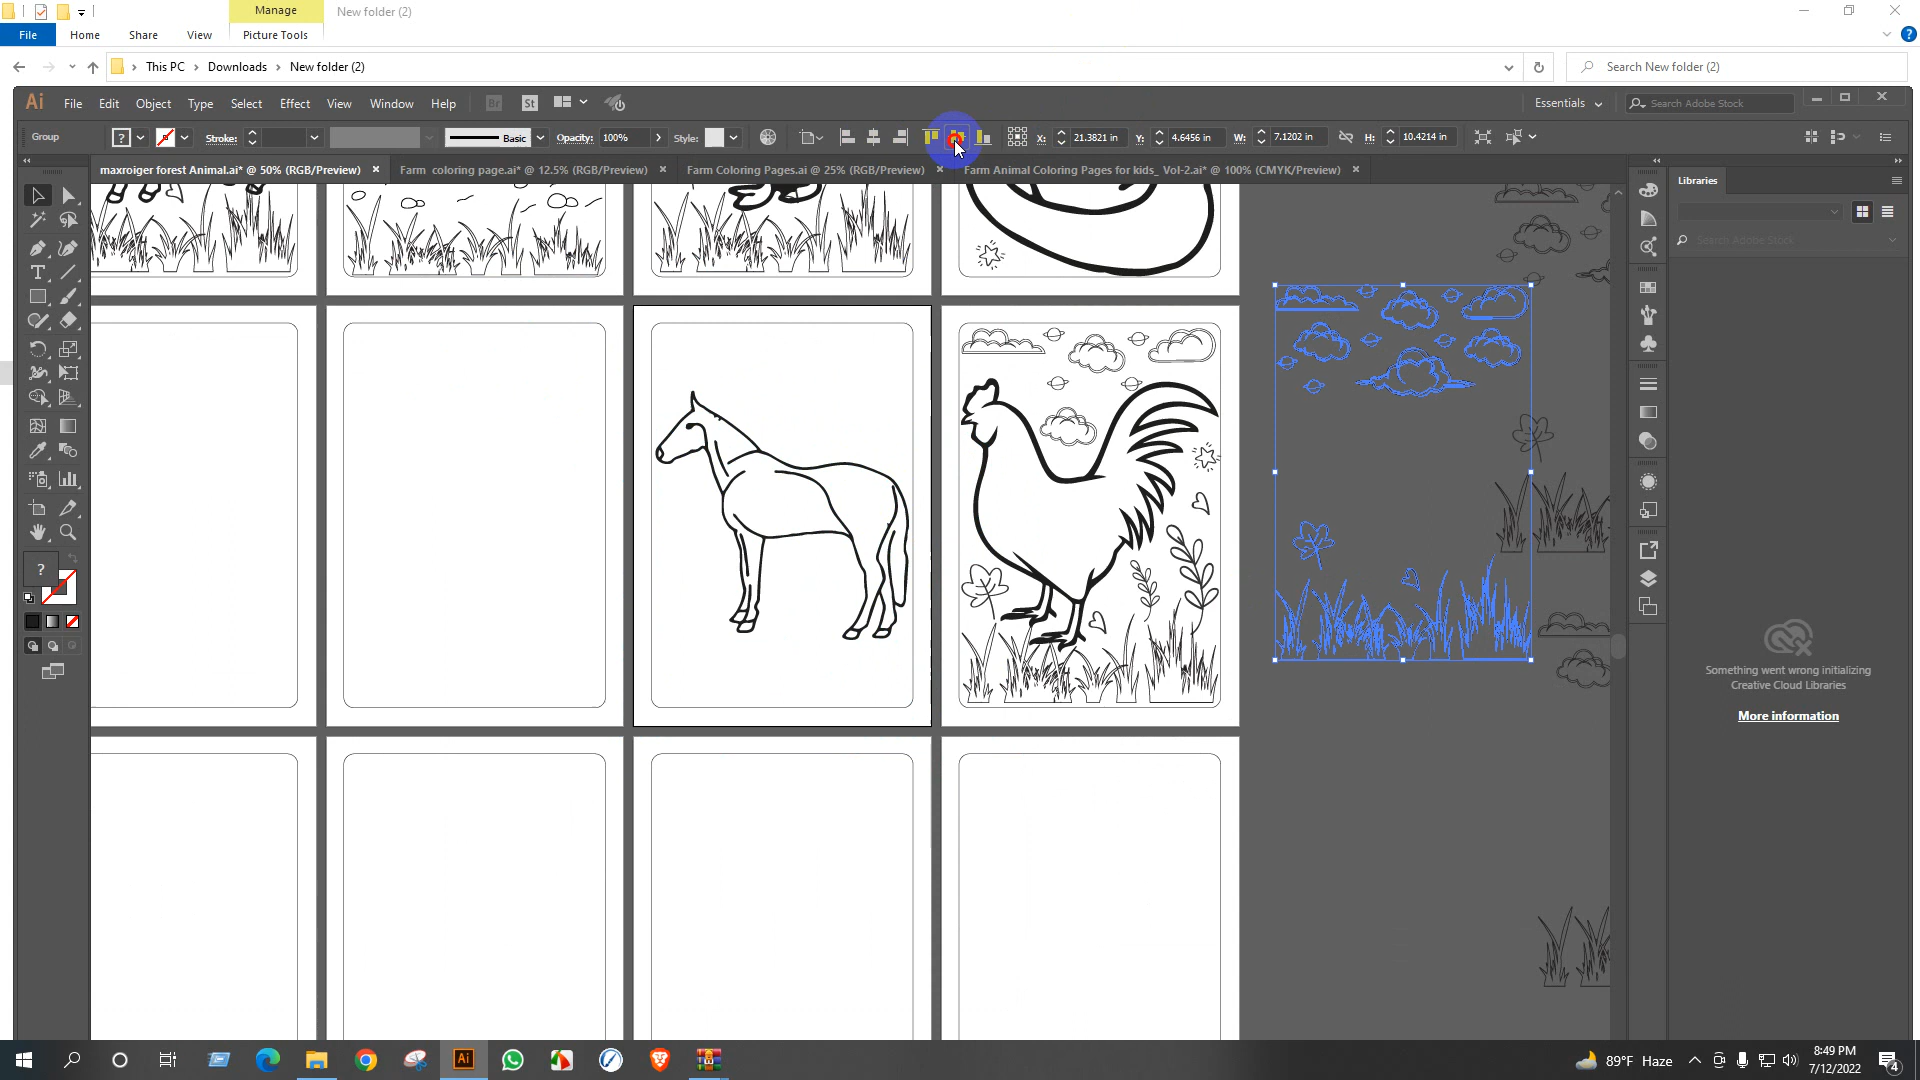 Manage
New folder (2)
File
Home
Share
View
Picture Tools
This PC
Downloads
New folder (2)
Search New folder (2)
Ai
File
Edit
Object
Type
Select
Effect
View
Window
Help
Br
St
Essentials
Search Adobe Stock
Group
Stroke:
Basic
Opacity:
100%
Style:
X:
21.3821 in
Y:
4.6456 in
W:
7.1202 in
H:
10.4214 in
maxroiger forest Animal.ai* @ 50% (RGB/Preview)
Farm coloring page.ai* @ 12.5% (RGB/Preview)
Farm Coloring Pages.ai @ 25% (RGB/Preview)
Farm Animal Coloring Pages for kids_ Vol-2.ai* @ 100% (CMYK/Preview)
Libraries
Search Adobe Stock
Something went wrong initializing
Creative Cloud Libraries
More information
Ai
89°F Haze
8:49 PM
7/12/2022
4